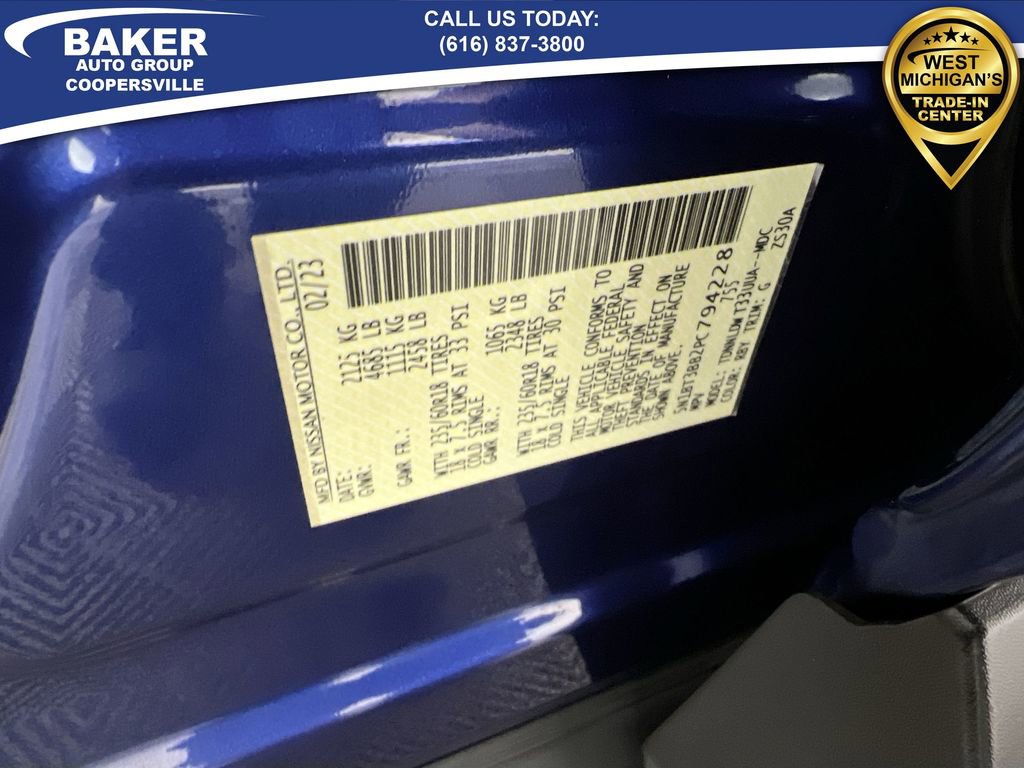 BAKER
AUTO GROUP
COOPERSVILLE
CALL US TODAY:
(616) 837-3800
WEST
MICHIGAN'S
TRADE-IN
CENTER
MFD BY NISSAN MOTOR CO., LTD.
DATE: 02/23
GVWR: 2125 KG
4685 LB
GAWR FR.: 1115 KG
2458 LB
WITH 235/60R18 TIRES
18 x 7.5 RIMS AT 33 PSI
COLD SINGLE
GAWR RR.: 1065 KG
2348 LB
WITH 235/60R18 TIRES
18 x 7.5 RIMS AT 30 PSI
COLD SINGLE
THIS VEHICLE CONFORMS TO
ALL APPLICABLE FEDERAL
MOTOR VEHICLE SAFETY AND
THEFT PREVENTION
STANDARDS IN EFFECT ON
THE DATE OF MANUFACTURE
SHOWN ABOVE.
5N1BT3BB2PC794228
MPV 755
MODEL: TDWNLDW T33UUA--MDC
COLOR: RBY TRIM: G ZS30A